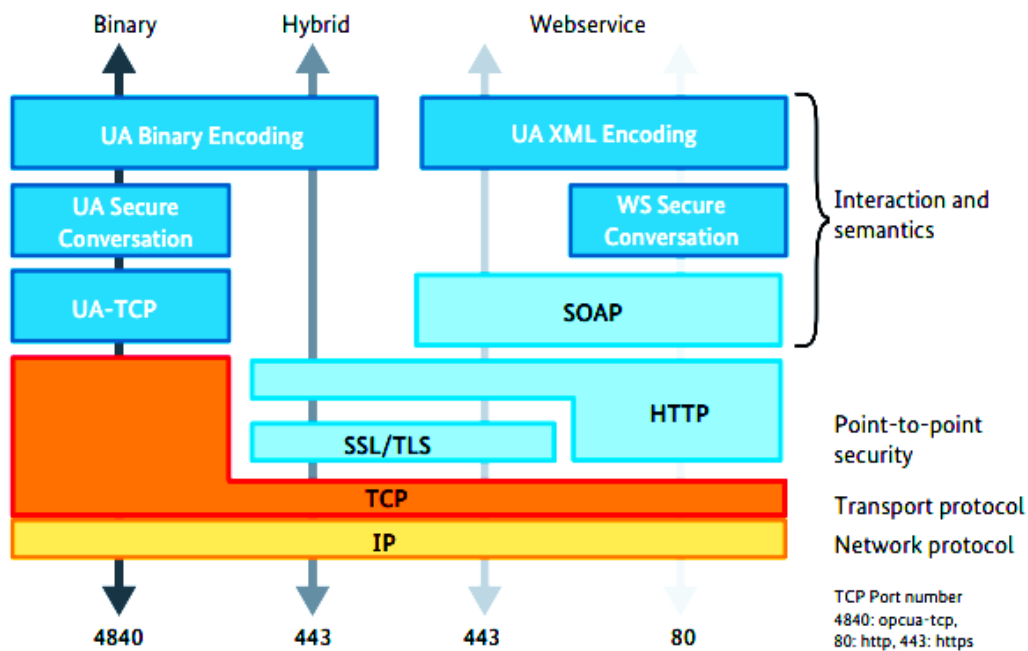 Binary
Hybrid
Webservice
UA Binary Encoding
UA XML Encoding
UA Secure
Conversation
WS Secure
Conversation
Interaction and
semantics
UA-TCP
SOAP
HTTP
SSL/TLS
Point-to-point
security
TCP
Transport protocol
IP
Network protocol
4840
443
443
80
TCP Port number
4840: opcua-tcp,
80: http, 443: https